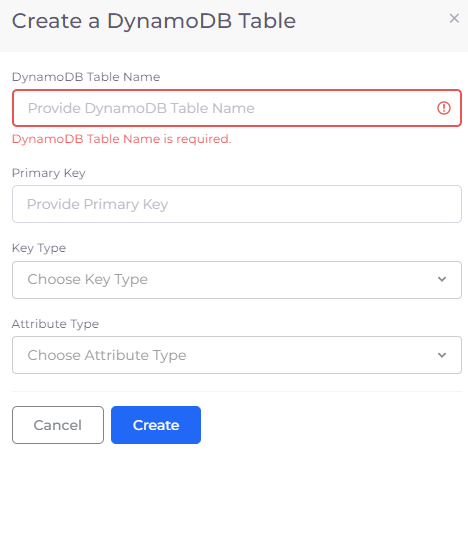 Create a DynamoDB Table
DynamoDB Table Name
Provide DynamoDB Table Name
DynamoDB Table Name is required.
Primary Key
Provide Primary Key
Key Type
Choose Key Type
Attribute Type
Choose Attribute Type
Cancel Create